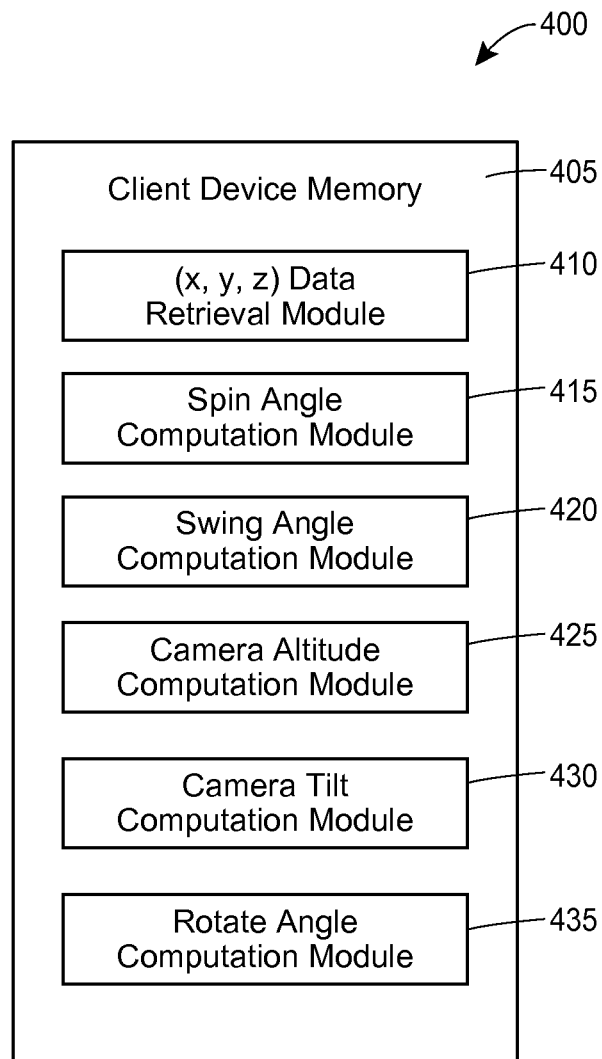 400
Client Device Memory
405
(x, y, z) Data
Retrieval Module
410
Spin Angle
Computation Module
415
Swing Angle
Computation Module
420
Camera Altitude
Computation Module
425
Camera Tilt
Computation Module
430
Rotate Angle
Computation Module
435